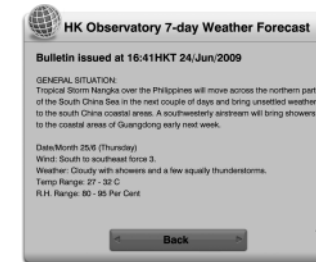 HK Observatory 7-day Weather Forecast
Bulletin issued at 16:41HKT 24/Jun/2009
GENERAL SITUATION:
Tropical Storm Nangka over the Philippines will move across the northern part
of the South China Sea in the next couple of days and bring unsettled weather
to the south China coastal areas. A southwesterly airstream will bring showers
to the coastal areas of Guangdong early next week.
Date/Month 25/6 (Thursday)
Wind: South to southeast force 3.
Weather: Cloudy with showers and a few squally thunderstorms.
Temp Range: 27 - 32 C
R.H. Range: 80 - 95 Per Cent
Back